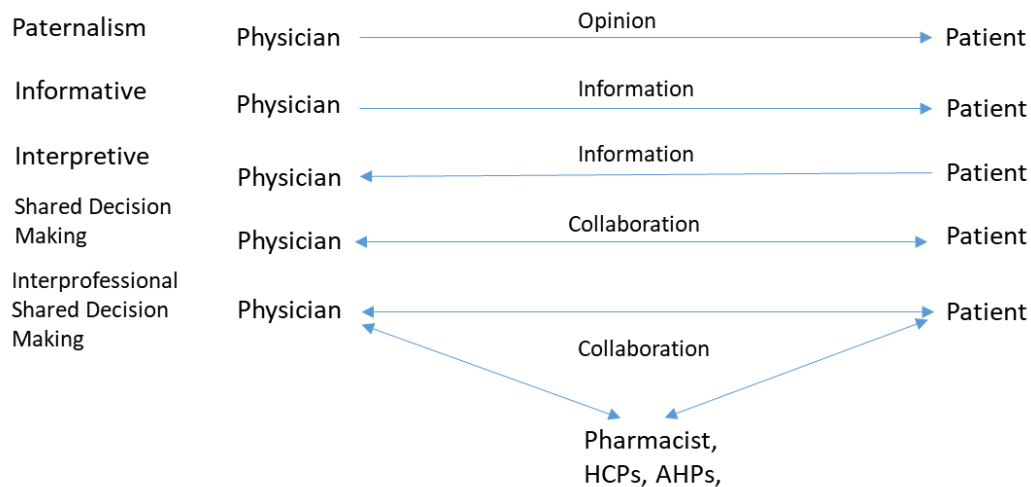 Paternalism
Physician
Opinion
Patient
Informative
Physician
Information
Patient
Interpretive
Physician
Information
Patient
Shared Decision
Making
Physician
Collaboration
Patient
Interprofessional
Shared Decision
Making
Physician
Patient
Collaboration
Pharmacist,
HCPs, AHPs,